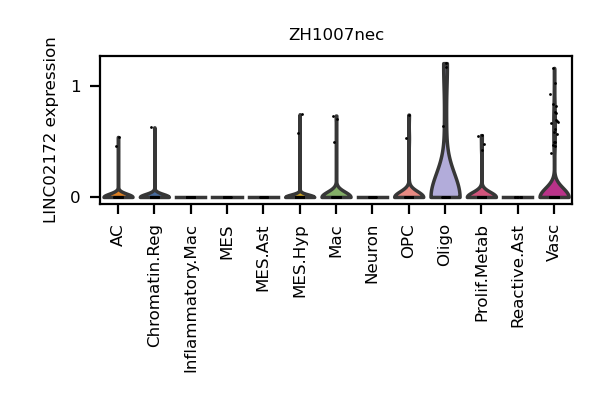 ZH1007nec
LINC02172 expression
1
0
AC
Chromatin.Reg
Inflammatory.Mac
MES
MES.Ast
MES.Hyp
Mac
Neuron
OPC
Oligo
Prolif.Metab
Reactive.Ast
Vasc